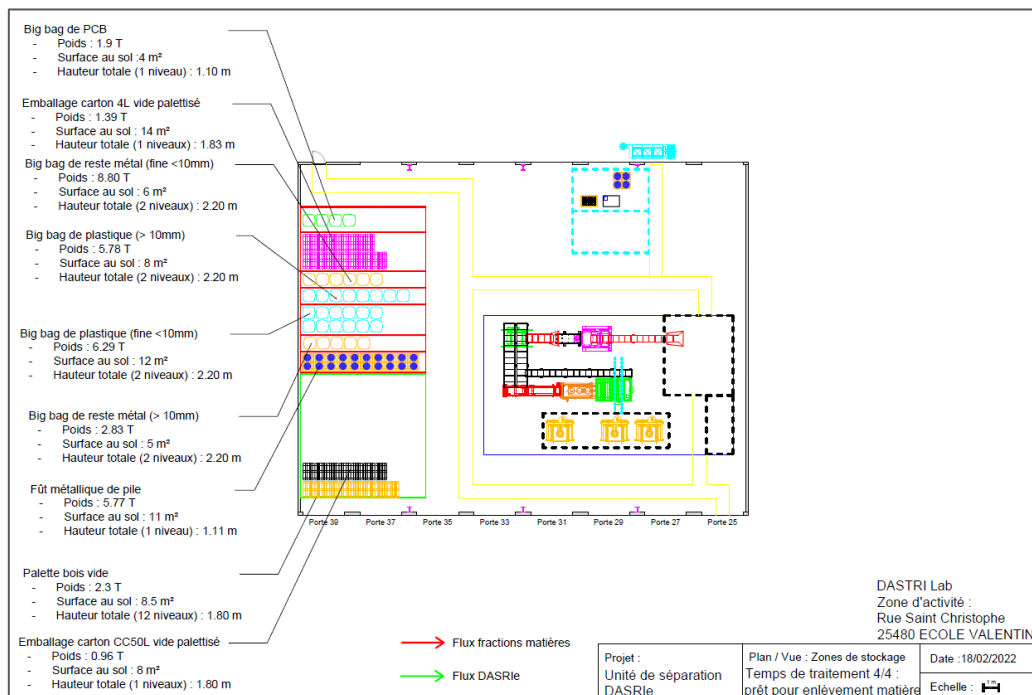 Big bag de PCB
- Poids : 1.9 T
- Surface au sol :4 m²
- Hauteur totale (1 niveau) : 1.10 m
Emballage carton 4L vide palettisé
- Poids : 1.39 T
- Surface au sol : 14 m²
- Hauteur totale (1 niveau) : 1.83 m
Big bag de reste métal (fine <10mm)
- Poids : 8.80 T
- Surface au sol : 6 m²
- Hauteur totale (2 niveaux) : 2.20 m
Big bag de plastique (> 10mm)
- Poids : 5.78 T
- Surface au sol : 8 m²
- Hauteur totale (2 niveaux) : 2.20 m
Big bag de plastique (fine <10mm)
- Poids : 6.29 T
- Surface au sol : 12 m²
- Hauteur totale (2 niveaux) : 2.20 m
Big bag de reste métal (> 10mm)
- Poids : 2.83 T
- Surface au sol : 5 m²
- Hauteur totale (2 niveaux) : 2.20 m
Fût métallique de pile
- Poids : 5.77 T
- Surface au sol : 11 m²
- Hauteur totale (1 niveau) : 1.11 m
Palette bois vide
- Poids : 2.3 T
- Surface au sol : 8.5 m²
- Hauteur totale (12 niveaux) : 1.80 m
Emballage carton CC50L vide palettisé
- Poids : 0.96 T
- Surface au sol : 8 m²
- Hauteur totale (1 niveau) : 1.80 m
Porte 39 Porte 37 Porte 35 Porte 33 Porte 31 Porte 29 Porte 27 Porte 25
Flux fractions matières
Flux DASRIe
DASTRI Lab
Zone d'activité :
Rue Saint Christophe
25480 ECOLE VALENTIN
Projet :
Unité de séparation
DASRIe
Plan / Vue : Zones de stockage
Temps de traitement 4/4 :
prêt pour enlèvement matière
Date :18/02/2022
Echelle : 1 m